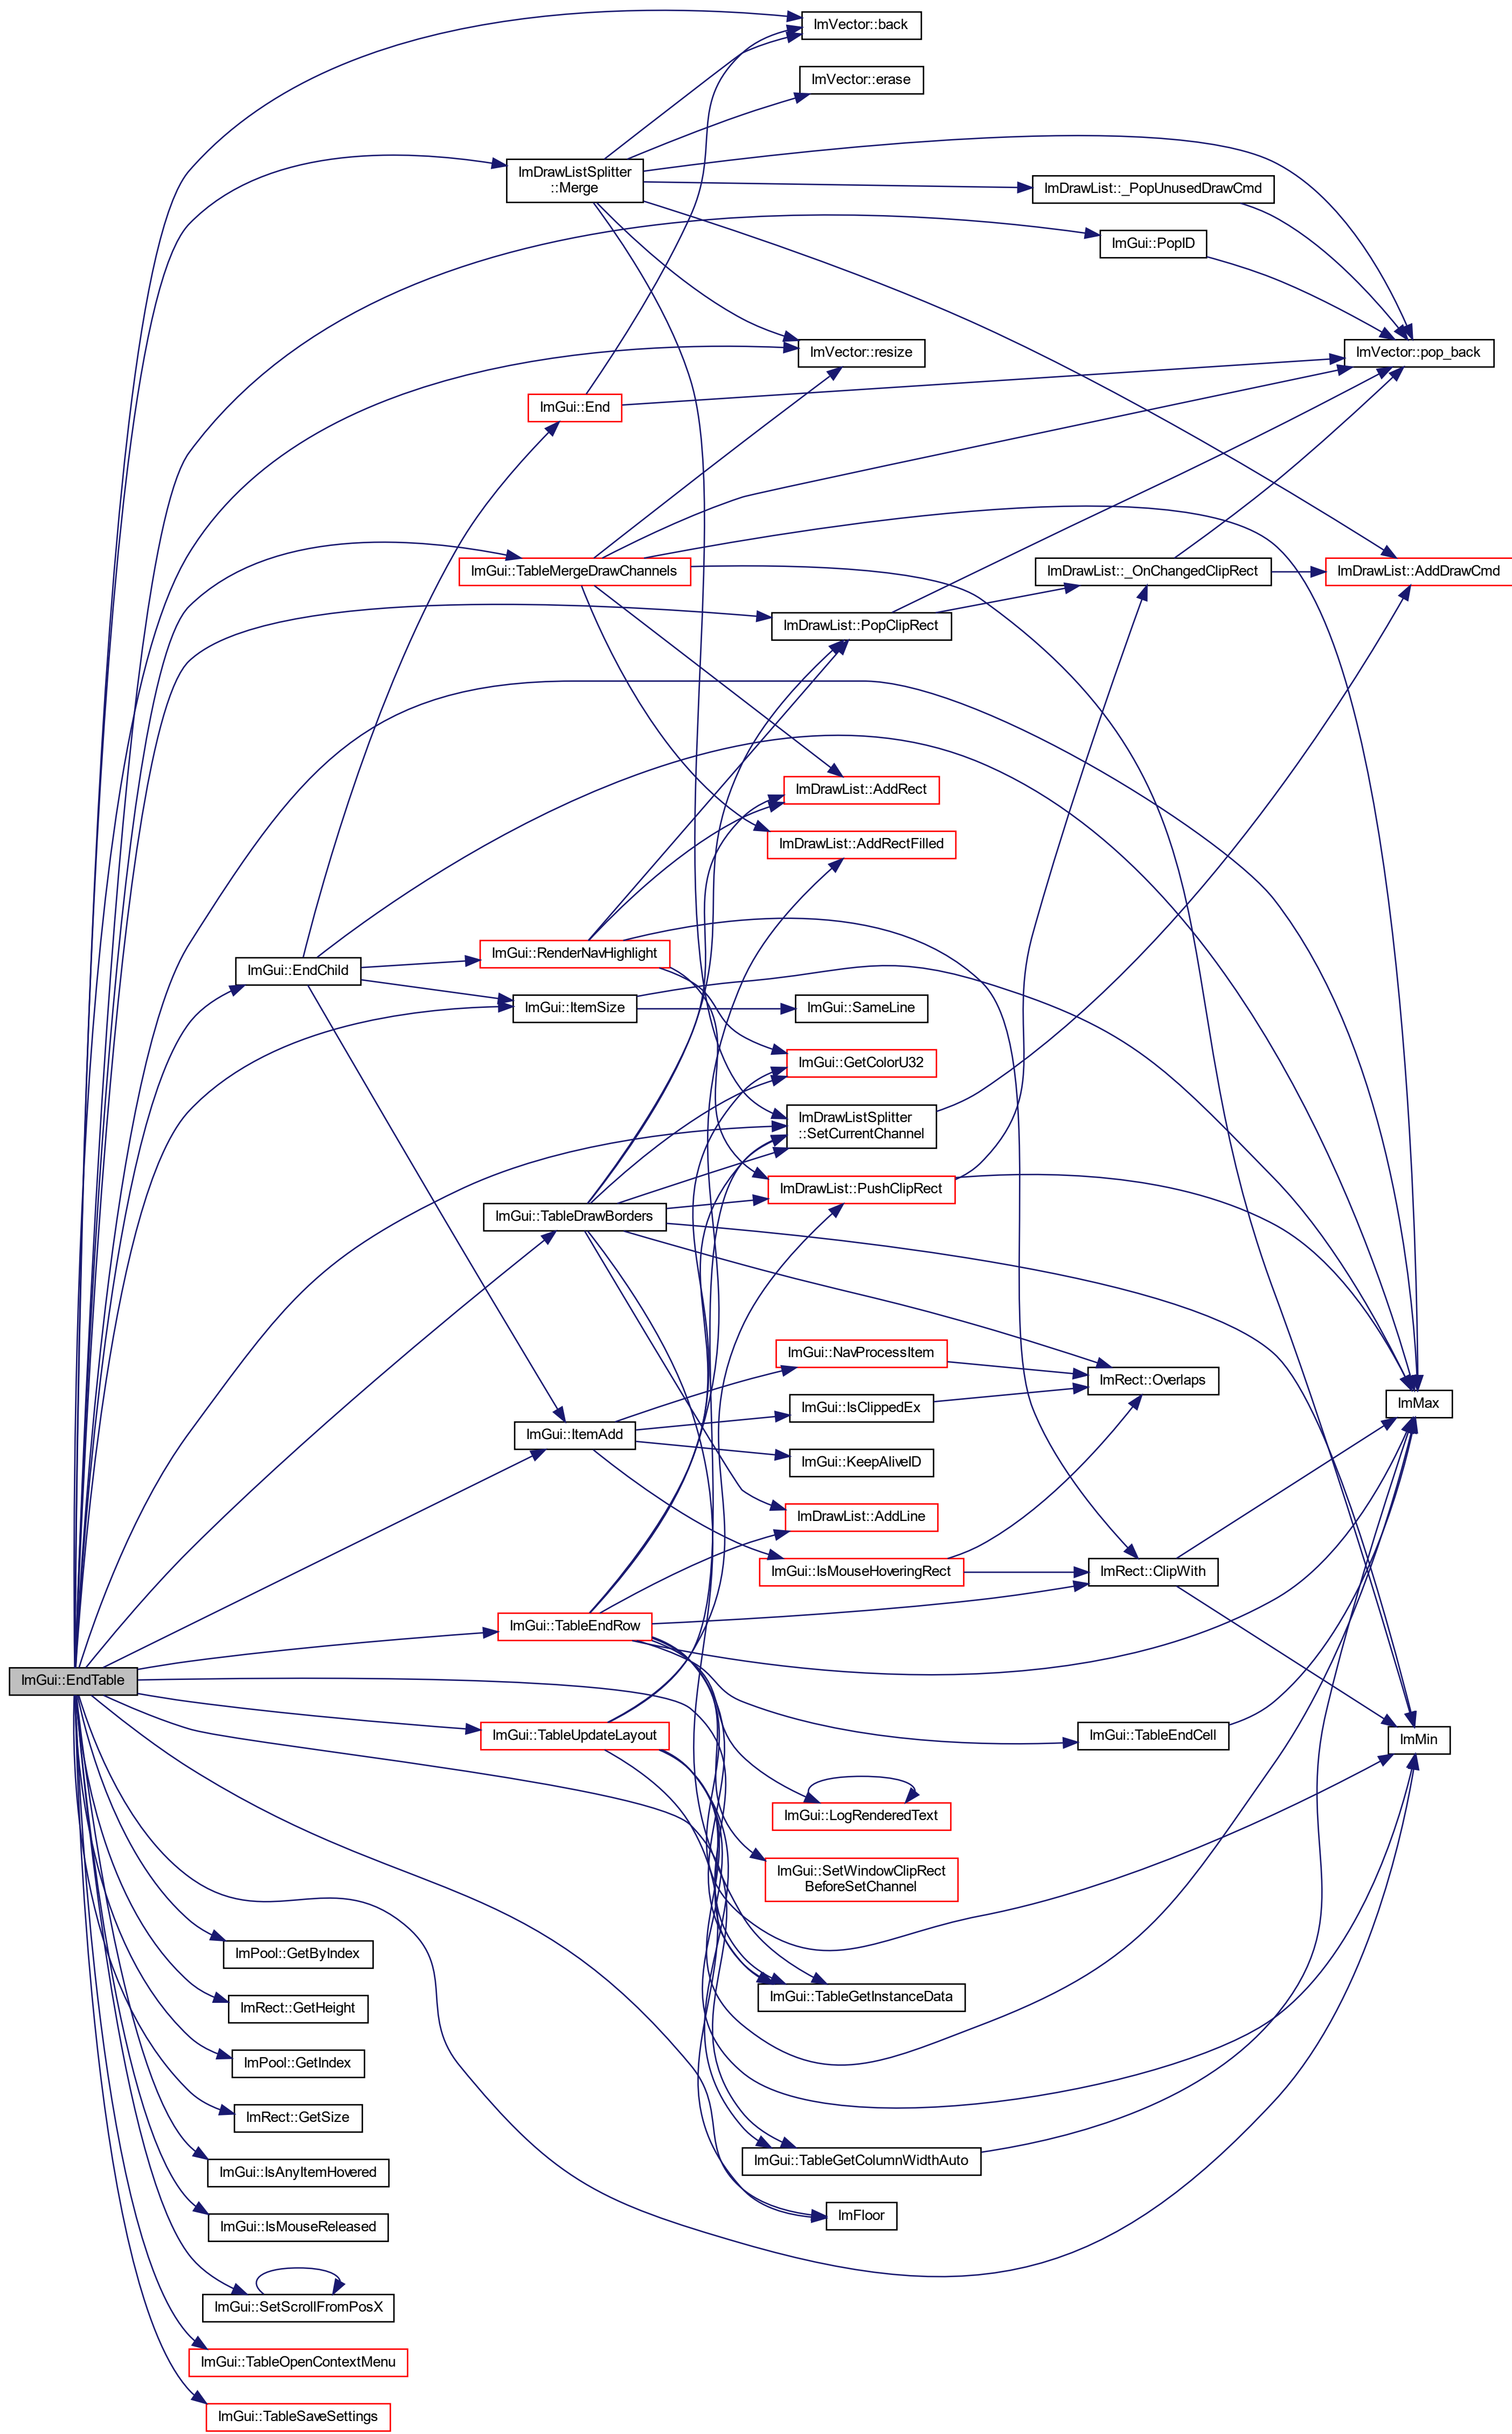 ImVector::back
ImVector::erase
ImDrawListSplitter
::Merge
ImDrawList::_PopUnusedDrawCmd
ImGui::PopID
ImVector::resize
ImVector::pop_back
ImGui::End
ImGui::TableMergeDrawChannels
ImDrawList::_OnChangedClipRect
ImDrawList::AddDrawCmd
ImDrawList::PopClipRect
ImDrawList::AddRect
ImDrawList::AddRectFilled
ImGui::RenderNavHighlight
ImGui::EndChild
ImGui::ItemSize
ImGui::SameLine
ImGui::GetColorU32
ImDrawListSplitter
::SetCurrentChannel
ImDrawList::PushClipRect
ImGui::TableDrawBorders
ImGui::NavProcessItem
ImRect::Overlaps
ImGui::IsClippedEx
ImMax
ImGui::ItemAdd
ImGui::KeepAliveID
ImDrawList::AddLine
ImGui::IsMouseHoveringRect
ImRect::ClipWith
ImGui::TableEndRow
ImGui::EndTable
ImGui::TableUpdateLayout
ImGui::TableEndCell
ImMin
ImGui::LogRenderedText
ImGui::SetWindowClipRect
BeforeSetChannel
ImPool::GetByIndex
ImGui::TableGetInstanceData
ImRect::GetHeight
ImPool::GetIndex
ImRect::GetSize
ImGui::TableGetColumnWidthAuto
ImGui::IsAnyItemHovered
ImFloor
ImGui::IsMouseReleased
ImGui::SetScrollFromPosX
ImGui::TableOpenContextMenu
ImGui::TableSaveSettings